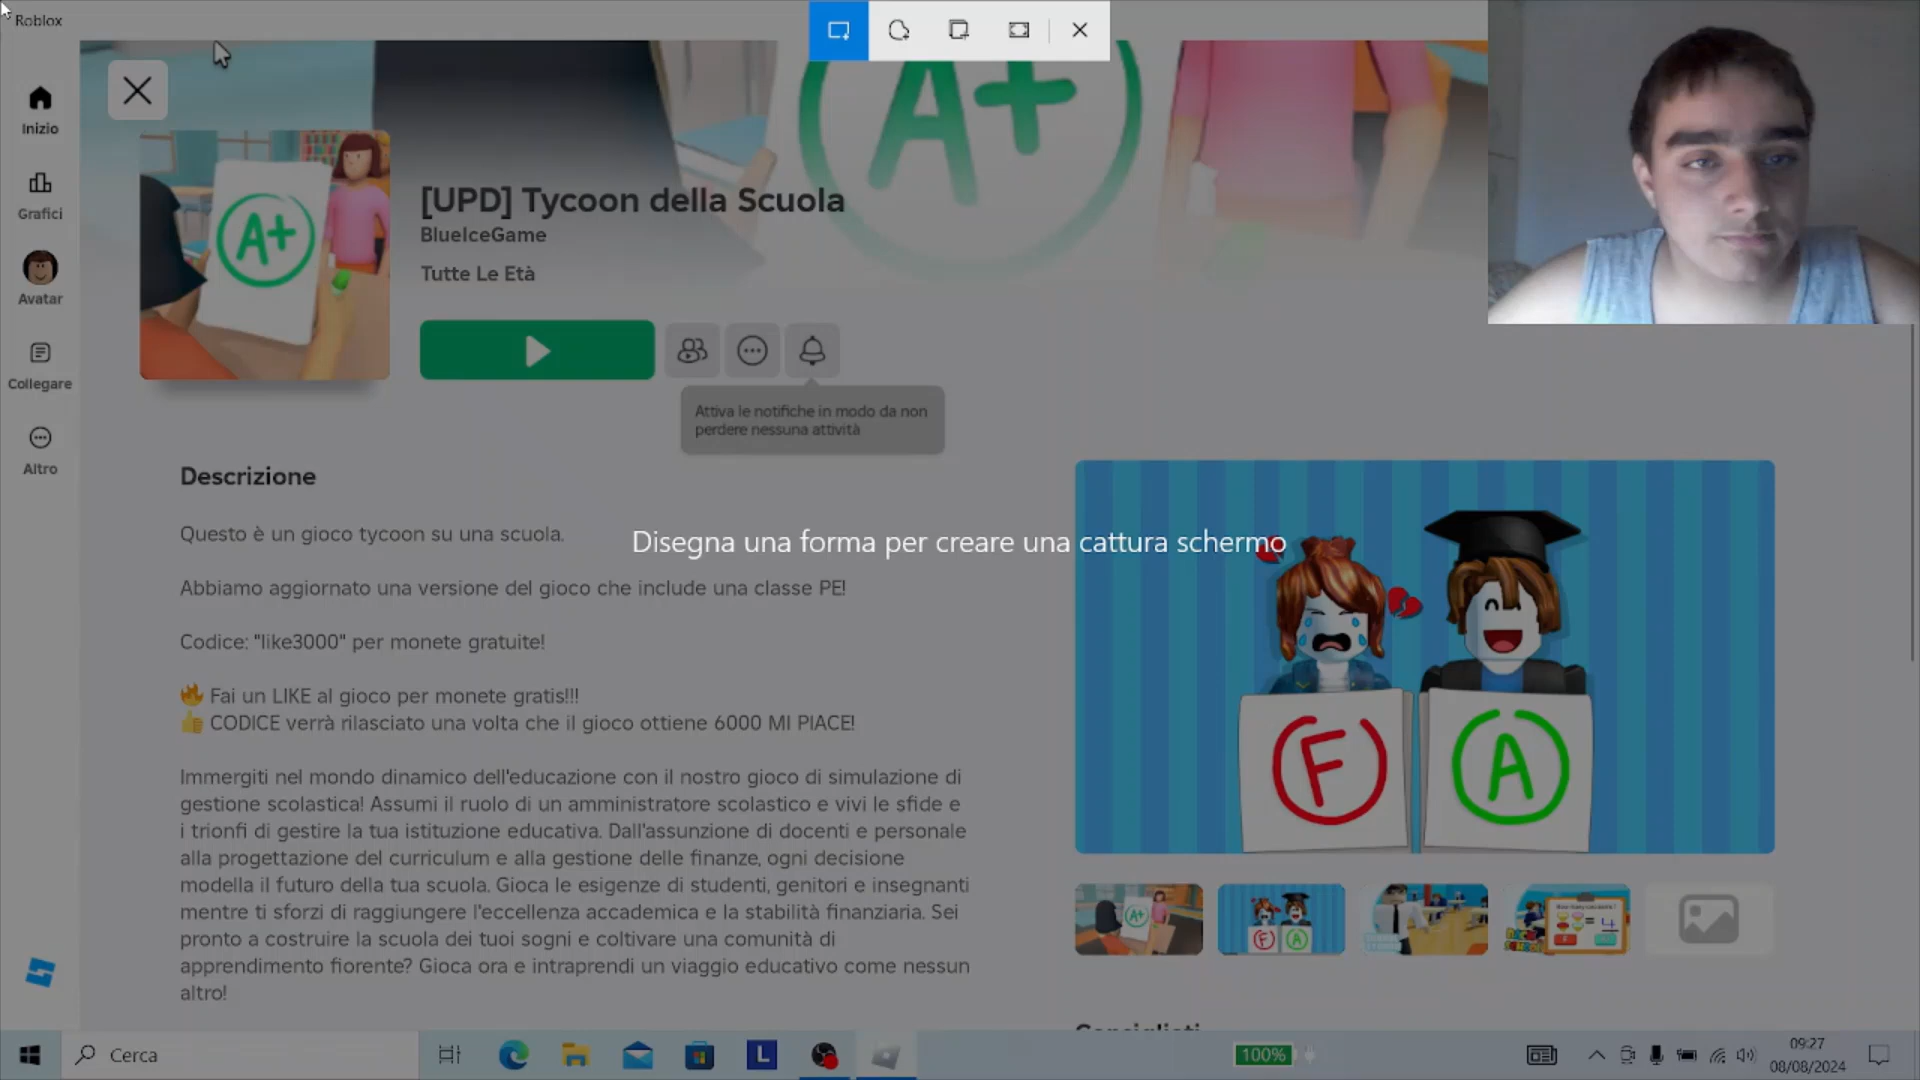 Roblox
Inizio
Grafici
Avatar
Collegare
Altro
A+
A+
[UPD] Tycoon della Scuola
BlueIceGame
Tutte Le Età
Attiva le notifiche in modo da non
perdere nessuna attività
Descrizione
Disegna una forma per creare una cattura schermo
Questo è un gioco tycoon su una scuola.
Abbiamo aggiornato una versione del gioco che include una classe PE!
Codice: "like3000" per monete gratuite!
🔥 Fai un LIKE al gioco per monete gratis!!!
👍 CODICE verrà rilasciato una volta che il gioco ottiene 6000 MI PIACE!
Immergiti nel mondo dinamico dell'educazione con il nostro gioco di simulazione di
gestione scolastica! Assumi il ruolo di un amministratore scolastico e vivi le sfide e
i trionfi di gestire la tua istituzione educativa. Dall'assunzione di docenti e personale
alla progettazione del curriculum e alla gestione delle finanze, ogni decisione
modella il futuro della tua scuola. Gioca le esigenze di studenti, genitori e insegnanti
mentre ti sforzi di raggiungere l'eccellenza accademica e la stabilità finanziaria. Sei
pronto a costruire la scuola dei tuoi sogni e coltivare una comunità di
apprendimento fiorente? Gioca ora e intraprendi un viaggio educativo come nessun
altro!
F
A
A+
F
A
Consigliati
Cerca
L
100%
09:27
08/08/2024